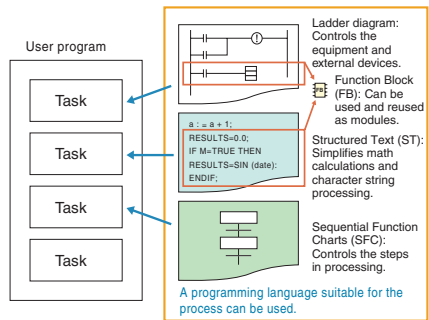 User program
Task
Task
Task
Task
Ladder diagram:
Controls the
equipment and
external devices.
FB
Function Block
(FB): Can be
used and reused
as modules.
a : = a + 1;
RESULTS=0.0;
IF M=TRUE THEN
RESULTS=SIN (date):
ENDIF;
Structured Text (ST):
Simplifies math
calculations and
character string
processing.
Sequential Function
Charts (SFC):
Controls the steps
in processing.
A programming language suitable for the
process can be used.